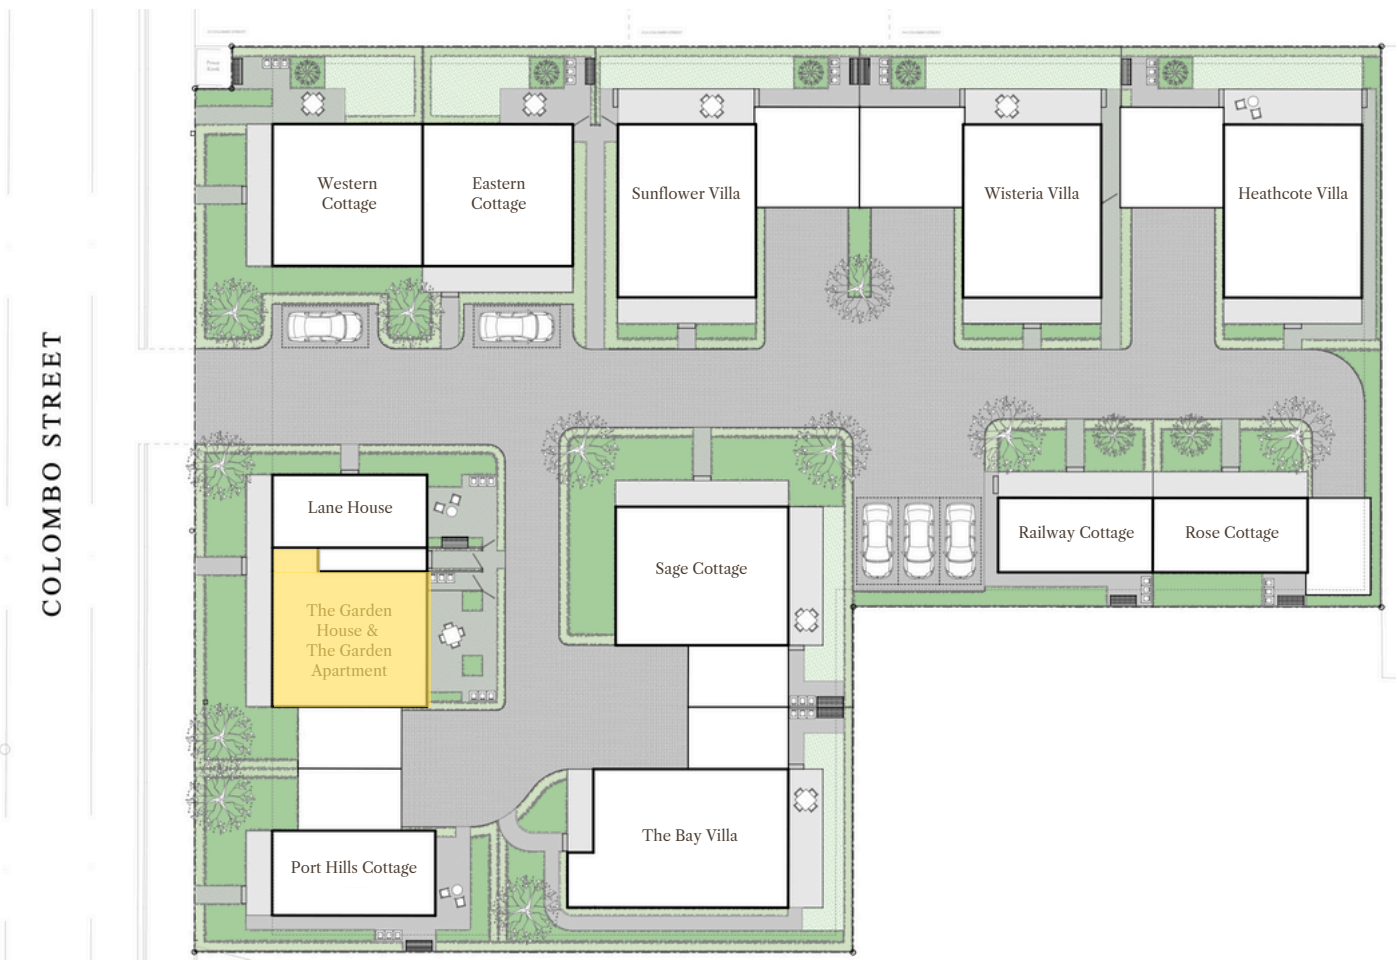 Western
Cottage
Eastern
Cottage
Sunflower Villa
Wisteria Villa
Heathcote Villa
COLOMBO STREET
Lane House
Railway Cottage
Rose Cottage
Sage Cottage
The Garden
House &
The Garden
Apartment
The Bay Villa
Port Hills Cottage